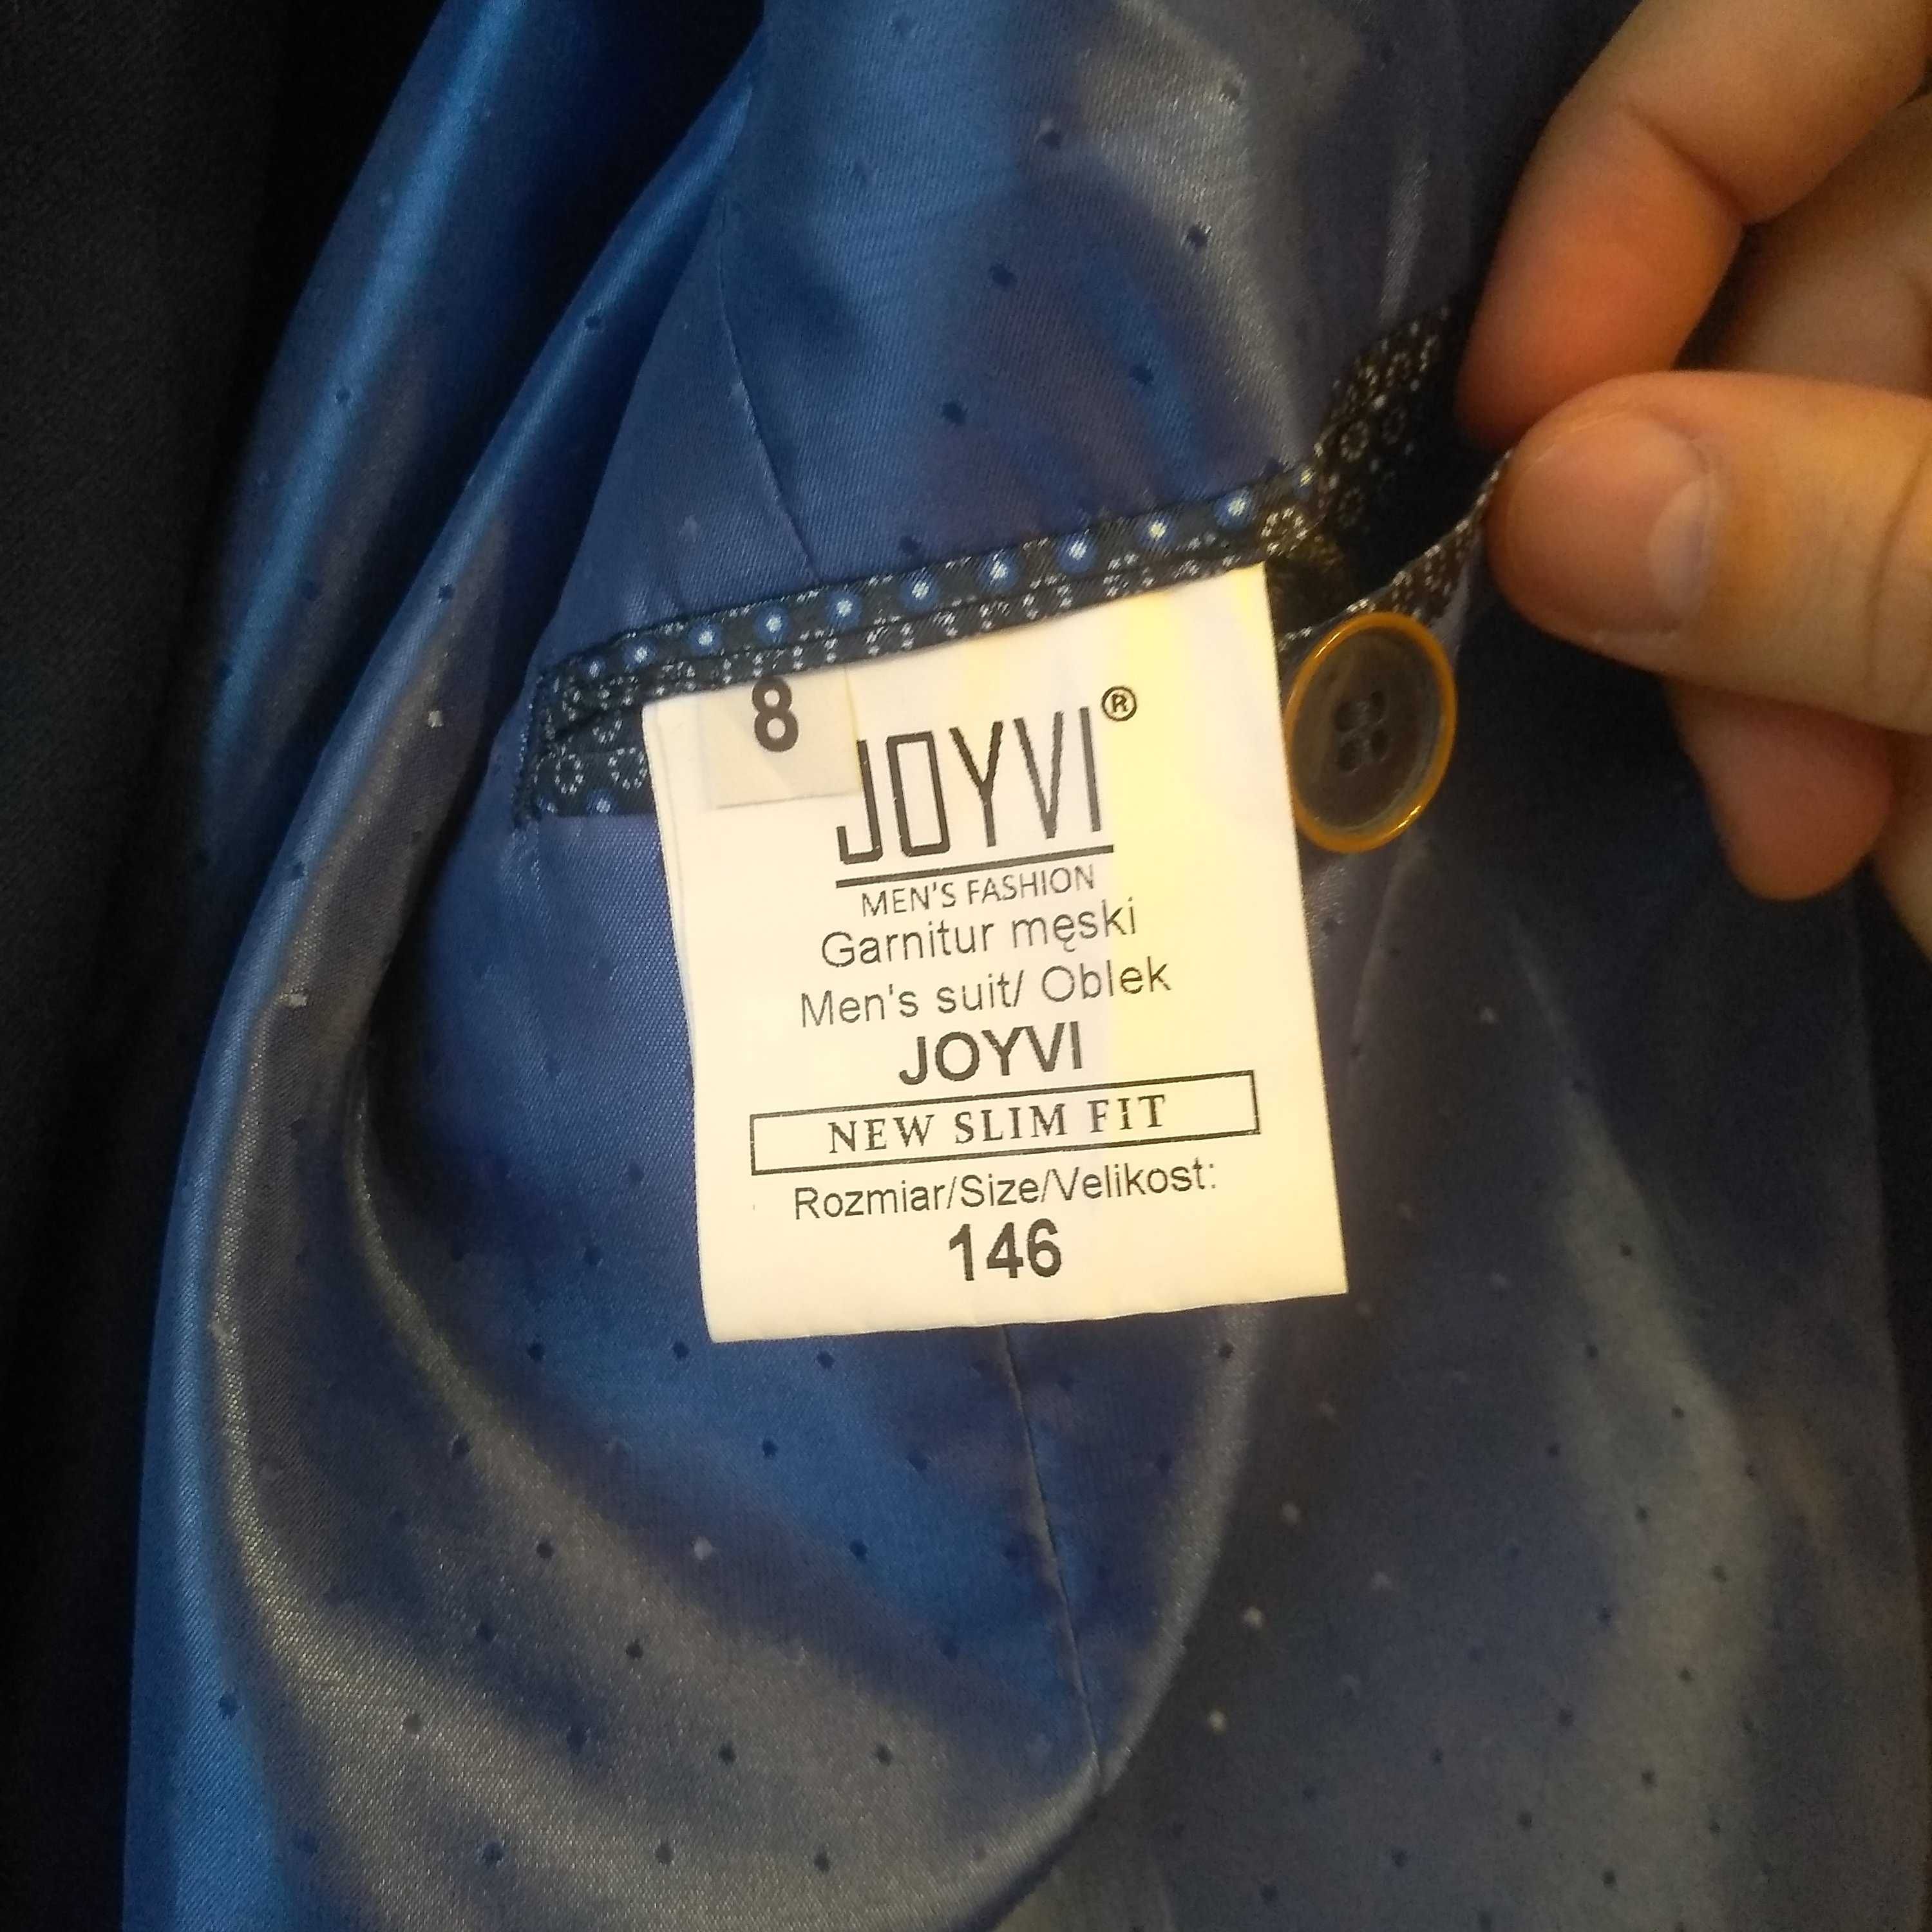 8
JOYVI®
MEN'S FASHION
Garnitur męski
Men's suit/ Oblek
JOYVI
NEW SLIM FIT
Rozmiar/Size/Velikost:
146